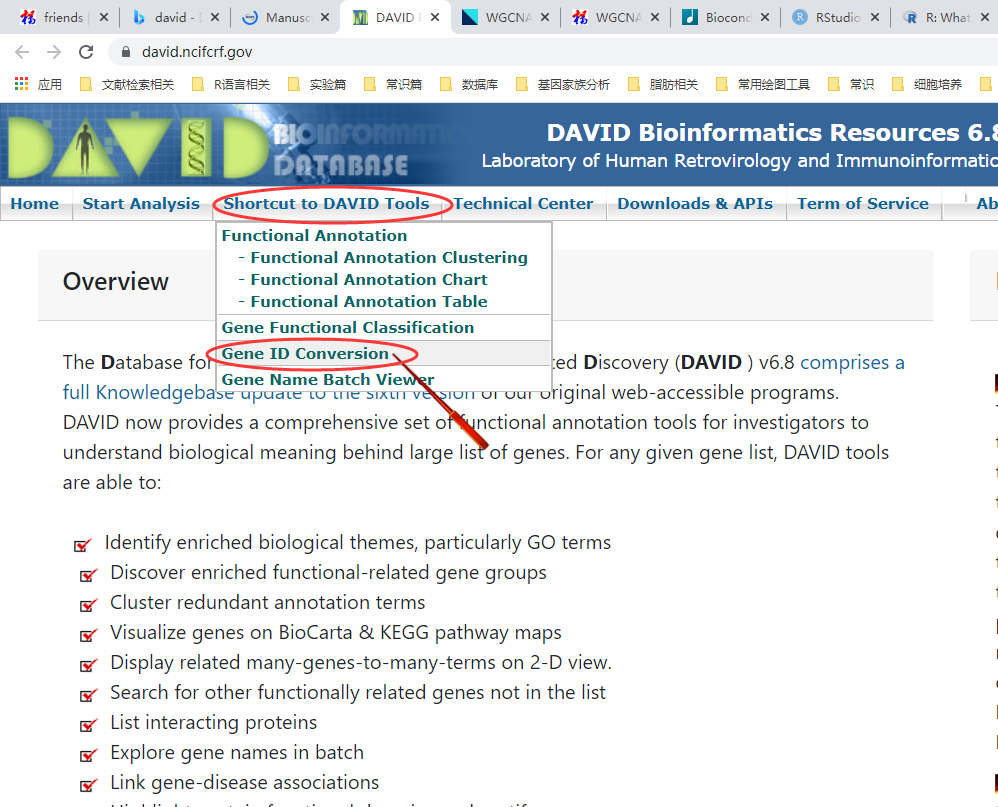 friends
david -
Manusc
DAVID
WGCNA
WGCNA
Biocond
RStudio
R: What
david.ncifcrf.gov
应用 文献检索相关 R语言相关 实验篇 常识篇 数据库 基因家族分析 脂肪相关 常用绘图工具 常识 细胞培养
DAVID BIOINFORMATIC
DATABASE
DAVID Bioinformatics Resources 6.8
Laboratory of Human Retrovirology and Immunoinformatic
Home Start Analysis Shortcut to DAVID Tools Technical Center Downloads & APIs Term of Service Ab
Functional Annotation
- Functional Annotation Clustering
- Functional Annotation Chart
- Functional Annotation Table
Gene Functional Classification
Gene ID Conversion
Gene Name Batch Viewer
Overview
The Database for ed Discovery (DAVID ) v6.8 comprises a
full Knowledgebase update to the sixth version of our original web-accessible programs.
DAVID now provides a comprehensive set of functional annotation tools for investigators to
understand biological meaning behind large list of genes. For any given gene list, DAVID tools
are able to:
Identify enriched biological themes, particularly GO terms
Discover enriched functional-related gene groups
Cluster redundant annotation terms
Visualize genes on BioCarta & KEGG pathway maps
Display related many-genes-to-many-terms on 2-D view.
Search for other functionally related genes not in the list
List interacting proteins
Explore gene names in batch
Link gene-disease associations